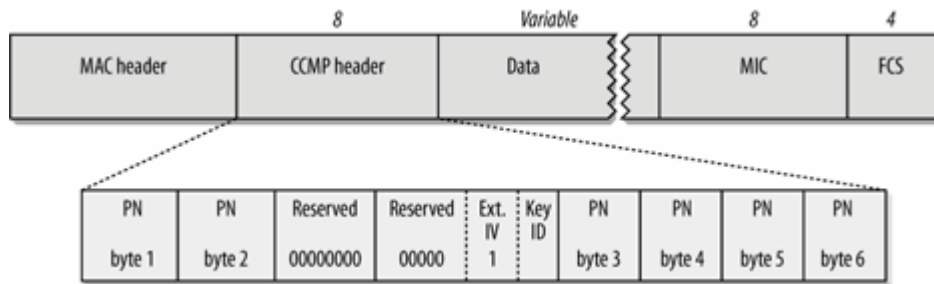 8 Variable 8 4
MAC header CCMP header Data MIC FCS
PN PN Reserved Reserved Ext. IV Key ID PN PN PN PN
byte 1 byte 2 00000000 00000 1 byte 3 byte 4 byte 5 byte 6